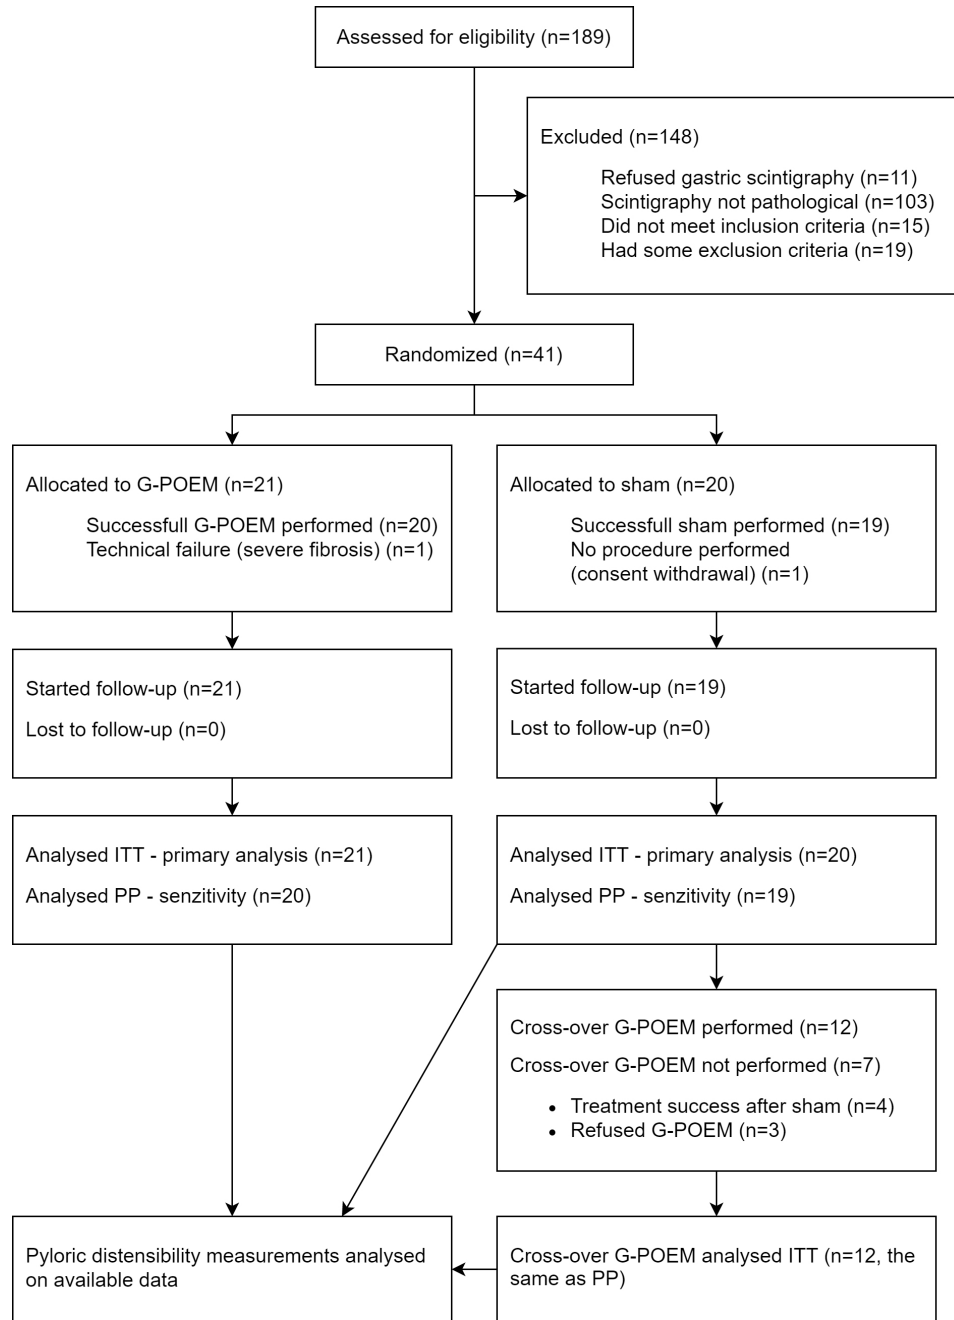 Assessed for eligibility (n=189)
Excluded (n=148)
Refused gastric scintigraphy (n=11)
Scintigraphy not pathological (n=103)
Did not meet inclusion criteria (n=15)
Had some exclusion criteria (n=19)
Randomized (n=41)
Allocated to G-POEM (n=21)
Successfull G-POEM performed (n=20)
Technical failure (severe fibrosis) (n=1)
Allocated to sham (n=20)
Successfull sham performed (n=19)
No procedure performed
(consent withdrawal) (n=1)
Started follow-up (n=21)
Lost to follow-up (n=0)
Started follow-up (n=19)
Lost to follow-up (n=0)
Analysed ITT - primary analysis (n=21)
Analysed PP - senzitivity (n=20)
Analysed ITT - primary analysis (n=20)
Analysed PP - senzitivity (n=19)
Cross-over G-POEM performed (n=12)
Cross-over G-POEM not performed (n=7)
• Treatment success after sham (n=4)
• Refused G-POEM (n=3)
Pyloric distensibility measurements analysed
on available data
Cross-over G-POEM analysed ITT (n=12, the
same as PP)